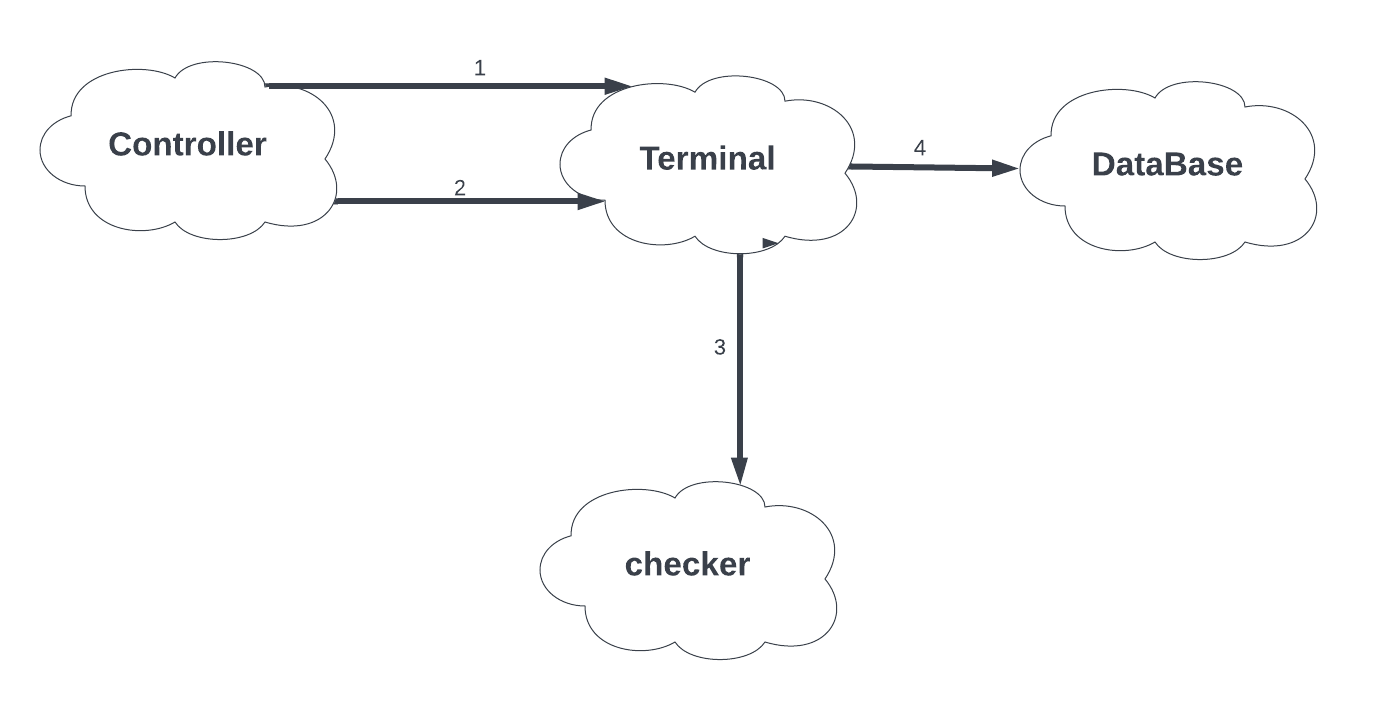 1
Controller
2
Terminal
4
DataBase
3
checker